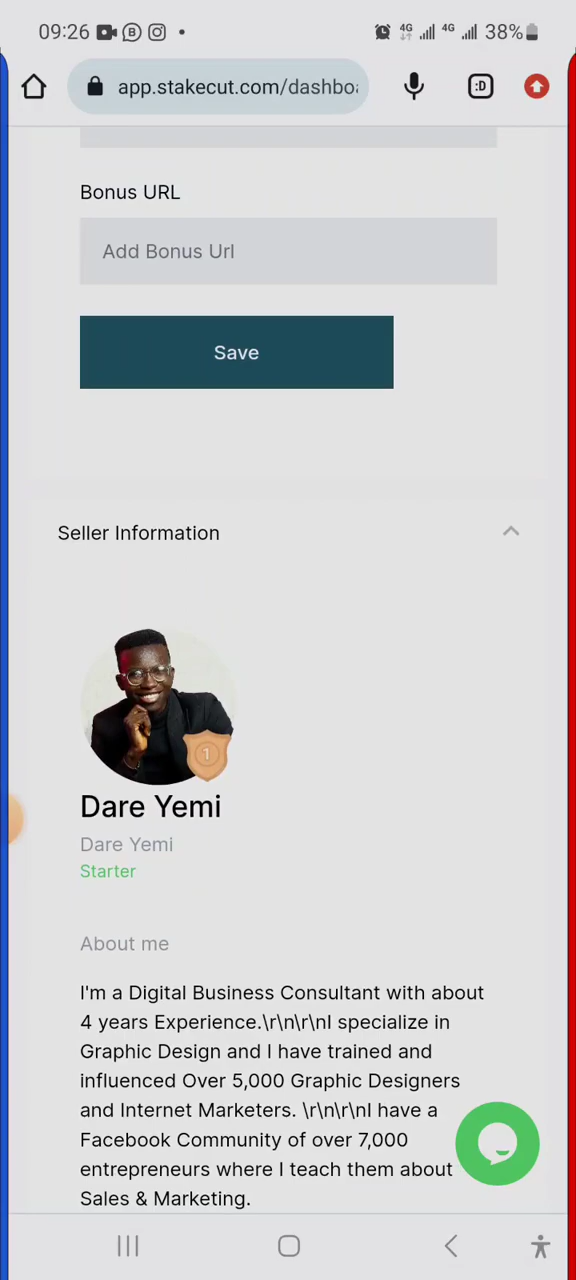 09:26 38%
app.stakecut.com/dashboa
Bonus URL
Add Bonus Url
Save
Seller Information
1
Dare Yemi
Dare Yemi
Starter
About me
I'm a Digital Business Consultant with about
4 years Experience.\r\n\r\nI specialize in
Graphic Design and I have trained and
influenced Over 5,000 Graphic Designers
and Internet Marketers. \r\n\r\nI have a
Facebook Community of over 7,000
entrepreneurs where I teach them about
Sales & Marketing.